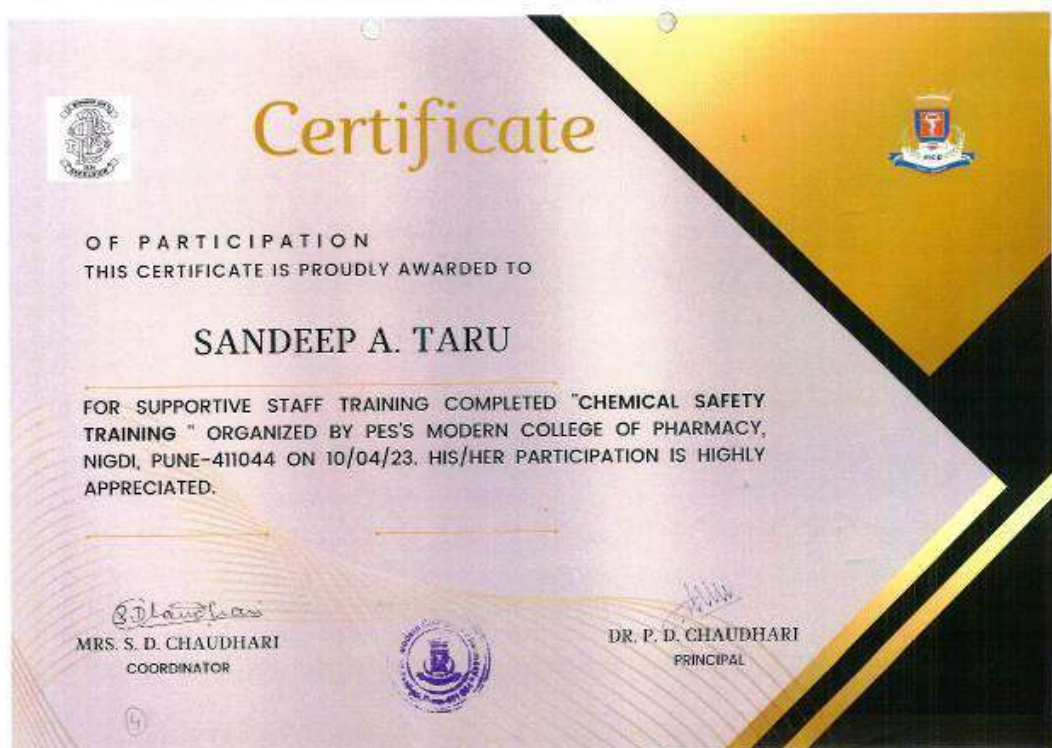 Certificate
OF PARTICIPATION
THIS CERTIFICATE IS PROUDLY AWARDED TO
SANDEEP A. TARU
FOR SUPPORTIVE STAFF TRAINING COMPLETED "CHEMICAL SAFETY
TRAINING " ORGANIZED BY PES'S MODERN COLLEGE OF PHARMACY,
NIGDI, PUNE-411044 ON 10/04/23. HIS/HER PARTICIPATION IS HIGHLY
APPRECIATED.
MRS. S. D. CHAUDHARI
COORDINATOR
DR. P. D. CHAUDHARI
PRINCIPAL
4